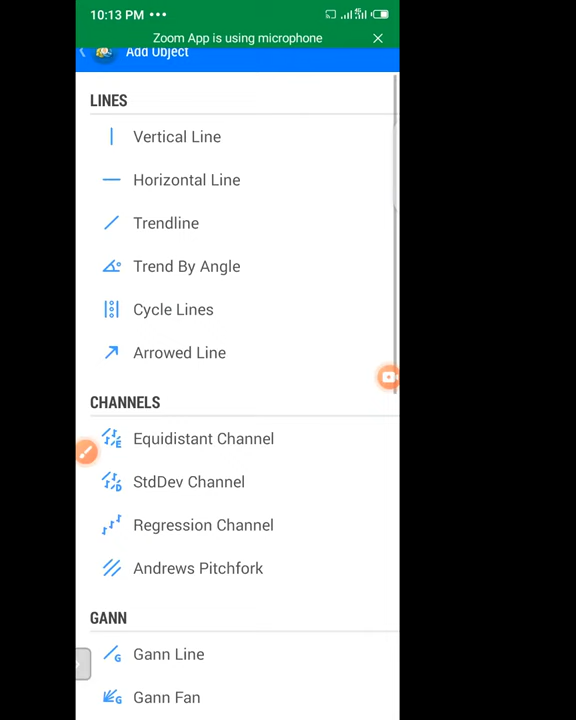 10:13 PM •••
Zoom App is using microphone
Add Object
LINES
Vertical Line
Horizontal Line
Trendline
Trend By Angle
Cycle Lines
Arrowed Line
CHANNELS
Equidistant Channel
StdDev Channel
Regression Channel
Andrews Pitchfork
GANN
Gann Line
Gann Fan